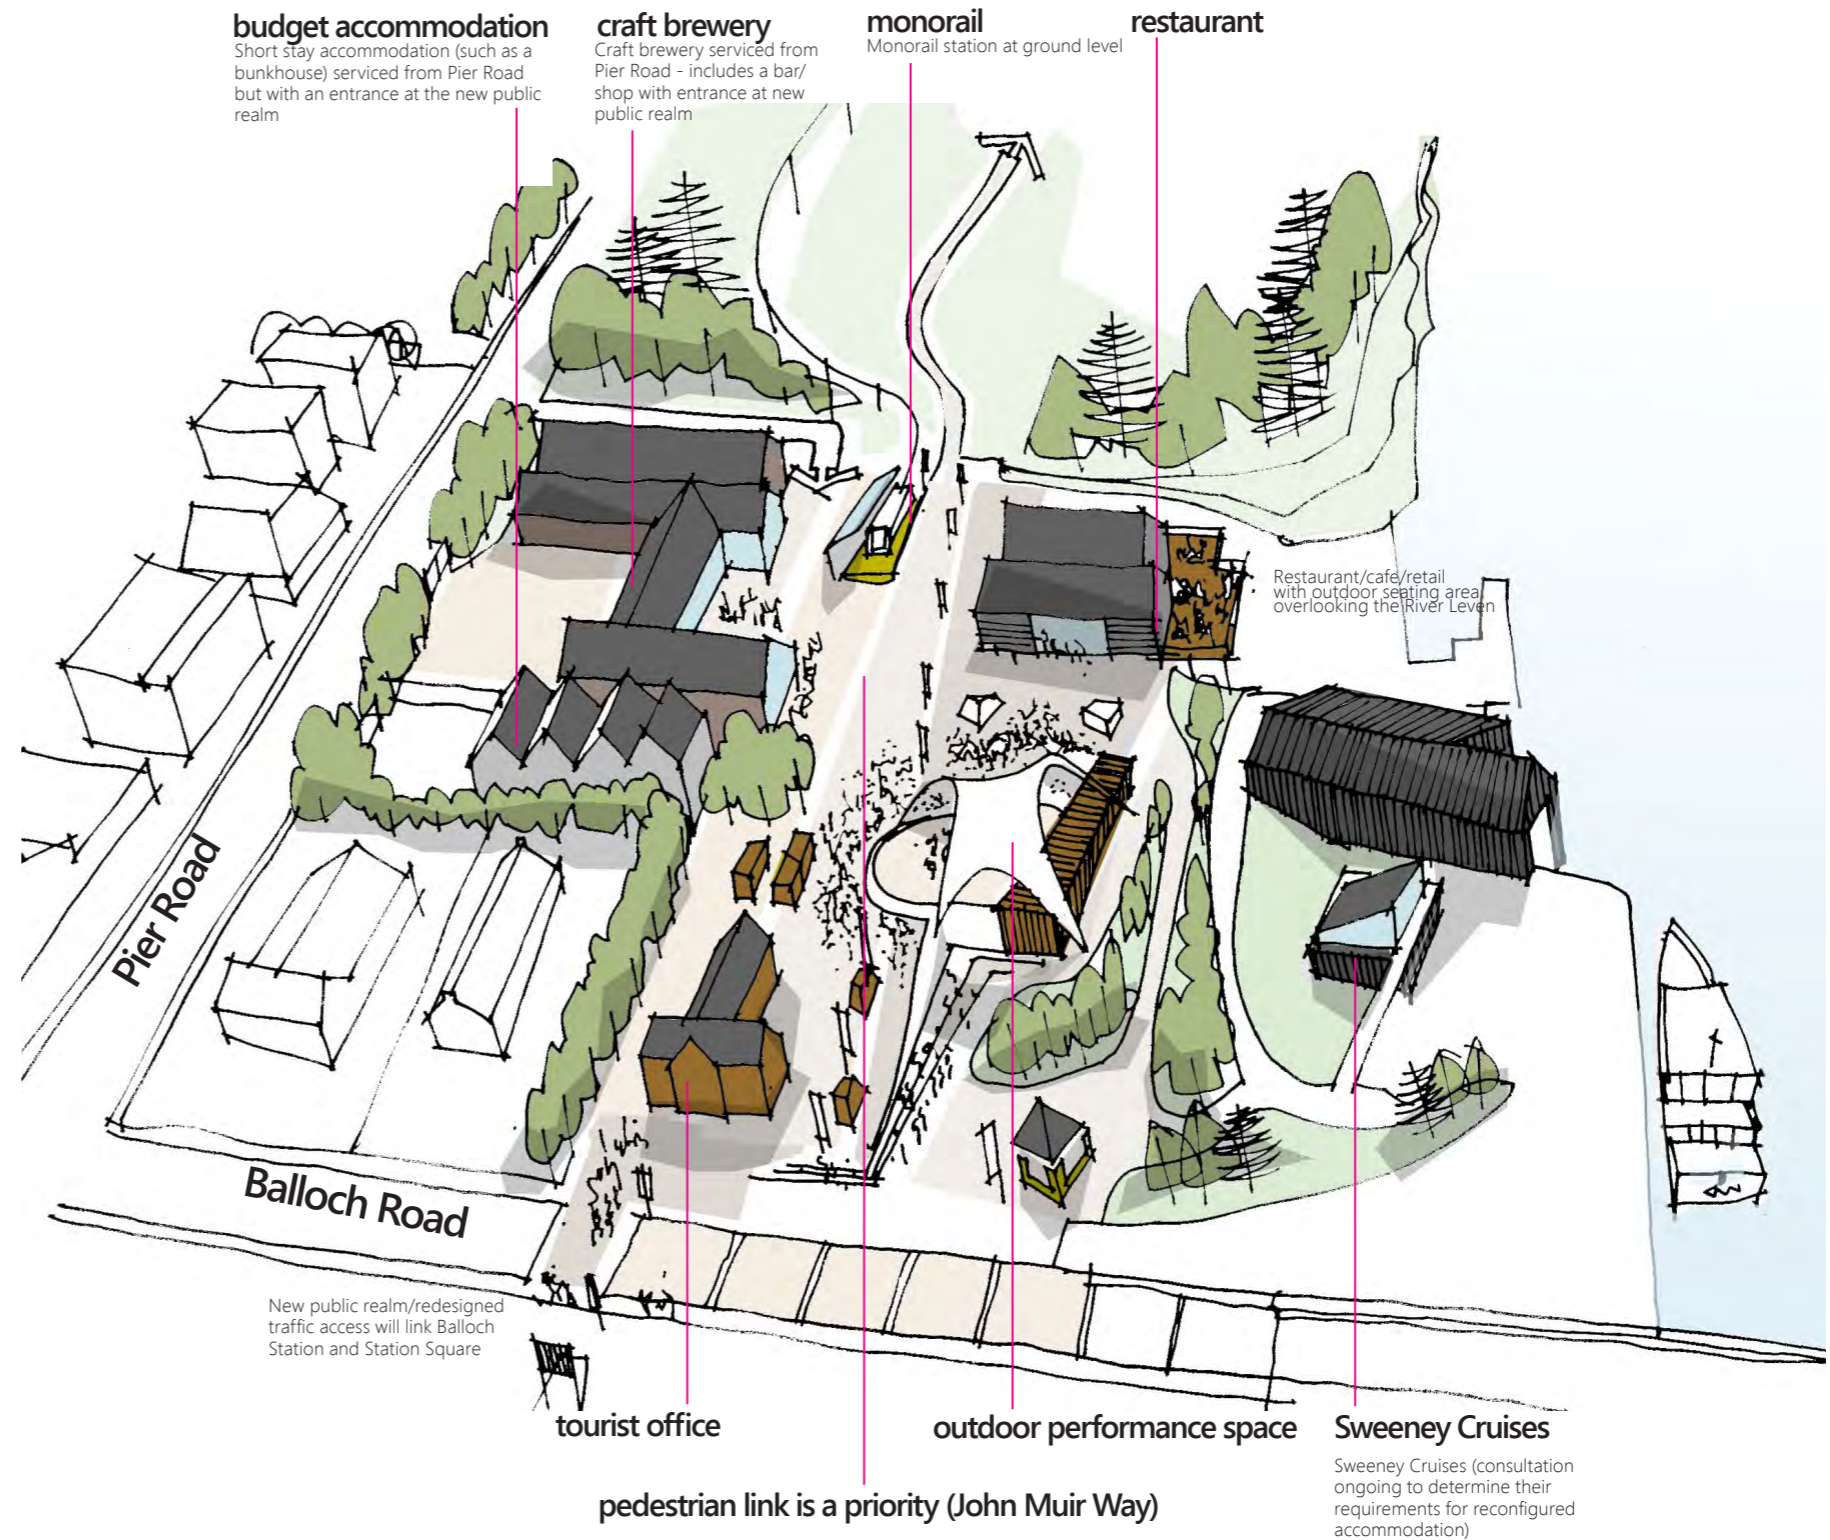 budget accommodation
Short stay accommodation (such as a
bunkhouse) serviced from Pier Road
but with an entrance at the new public
realm
craft brewery
Craft brewery serviced from
Pier Road - includes a bar/
shop with entrance at new
public realm
monorail
Monorail station at ground level
restaurant
Restaurant/cafe/retail
with outdoor seating area
overlooking the River Leven
Pier Road
Balloch Road
New public realm/redesigned
traffic access will link Balloch
Station and Station Square
tourist office
outdoor performance space
Sweeney Cruises
Sweeney Cruises (consultation
ongoing to determine their
requirements for reconfigured
accommodation)
pedestrian link is a priority (John Muir Way)